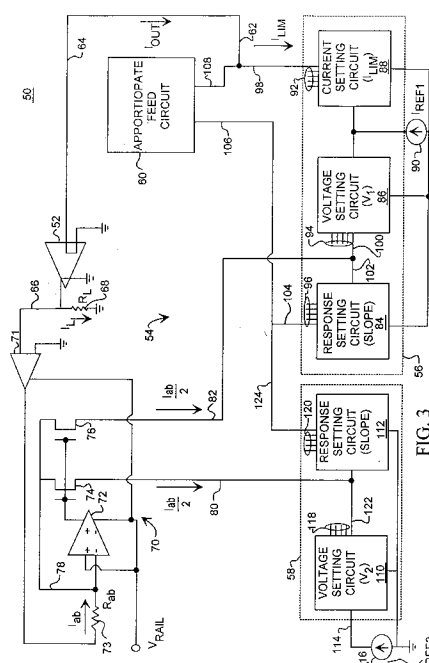 50
I_OUT
64
62
I_LIM
108
98
APPORTIOPATE
FEED
CIRCUIT
60
106
52
66
R_L
68
I_L
71
54
I_ab/2
82
I_ab/2
80
76
74
72
70
78
R_ab
73
I_ab
V_RAIL
92
CURRENT
SETTING
CIRCUIT
(I_LIM)
88
I_REF1
90
94
100
VOLTAGE
SETTING
CIRCUIT
(V_1)
86
102
104
96
RESPONSE
SETTING
CIRCUIT
(SLOPE)
84
56
124
120
RESPONSE
SETTING
CIRCUIT
(SLOPE)
112
58
118
122
VOLTAGE
SETTING
CIRCUIT
(V_2)
110
114
16
REF2
FIG. 3